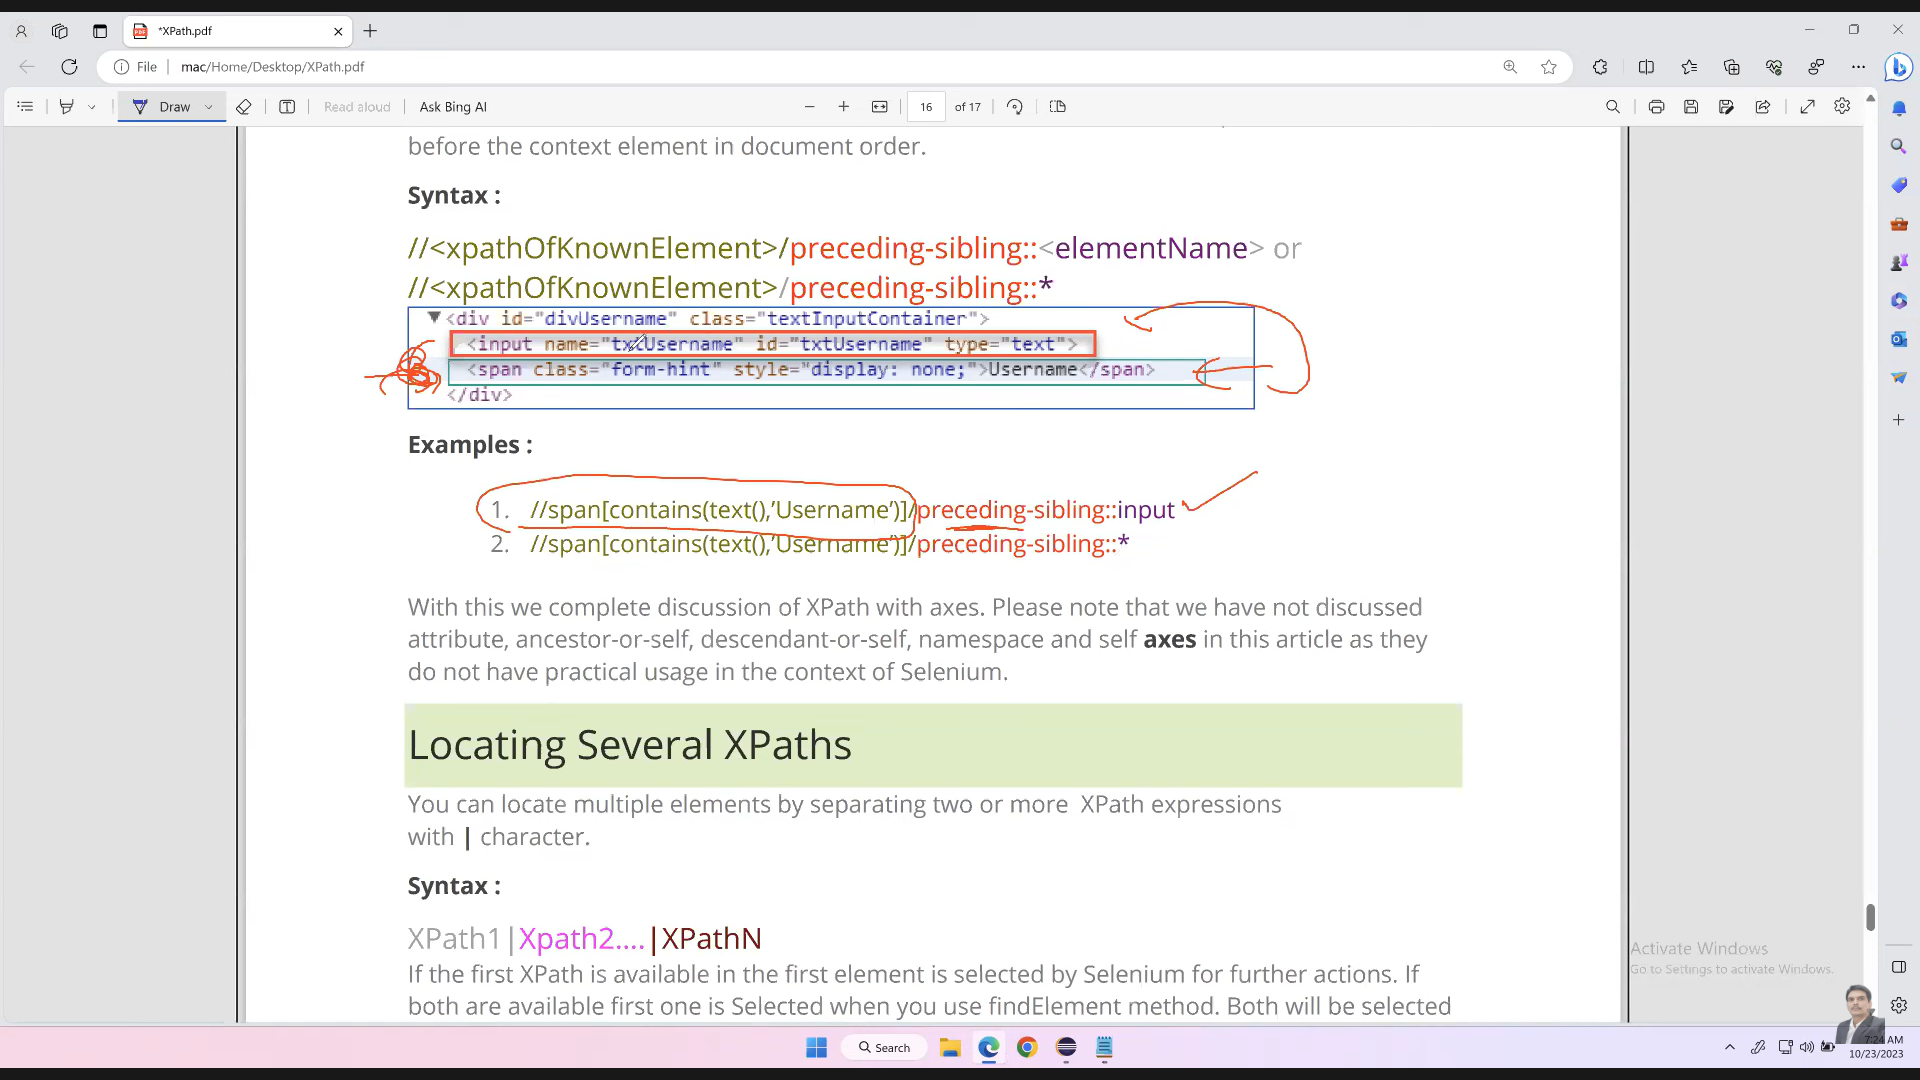 *XPath.pdf
File
mac/Home/Desktop/XPath.pdf
Draw
Read aloud
Ask Bing AI
16 of 17
before the context element in document order.
Syntax :
//<xpathOfKnownElement>/preceding-sibling::<elementName> or
//<xpathOfKnownElement>/preceding-sibling::*
<div id="divUsername" class="textInputContainer">
<input name="txtUsername" id="txtUsername" type="text">
<span class="form-hint" style="display: none;">Username</span>
</div>
Examples :
1. //span[contains(text(),’Username’)]/preceding-sibling::input
2. //span[contains(text(),’Username’)]/preceding-sibling::*
With this we complete discussion of XPath with axes. Please note that we have not discussed
attribute, ancestor-or-self, descendant-or-self, namespace and self axes in this article as they
do not have practical usage in the context of Selenium.
Locating Several XPaths
You can locate multiple elements by separating two or more XPath expressions
with | character.
Syntax :
XPath1|Xpath2....|XPathN
If the first XPath is available in the first element is selected by Selenium for further actions. If
both are available first one is Selected when you use findElement method. Both will be selected
Activate Windows
Go to Settings to activate Windows.
Search
7:24 AM
10/23/2023